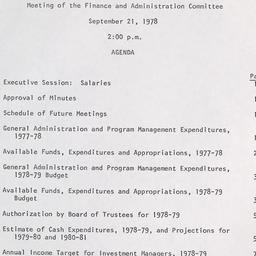 Meeting of the Finance and Administration Committee
September 21, 1978
2:00 p.m.
AGENDA
Executive Session: Salaries
Approval of Minutes
Schedule of Future Meetings
General Administration and Program Management Expenditures,
1977-78
Available Funds, Expenditures and Appropriations, 1977-78
General Administration and Program Management Expenditures,
1978-79 Budget
Available Funds, Expenditures and Appropriations, 1978-79
Budget
Authorization by Board of Trustees for 1978-79
Estimate of Cash Expenditures, 1978-79, and Projections for
1979-80 and 1980-81
Annual Income Target for Investment Managers, 1978-79